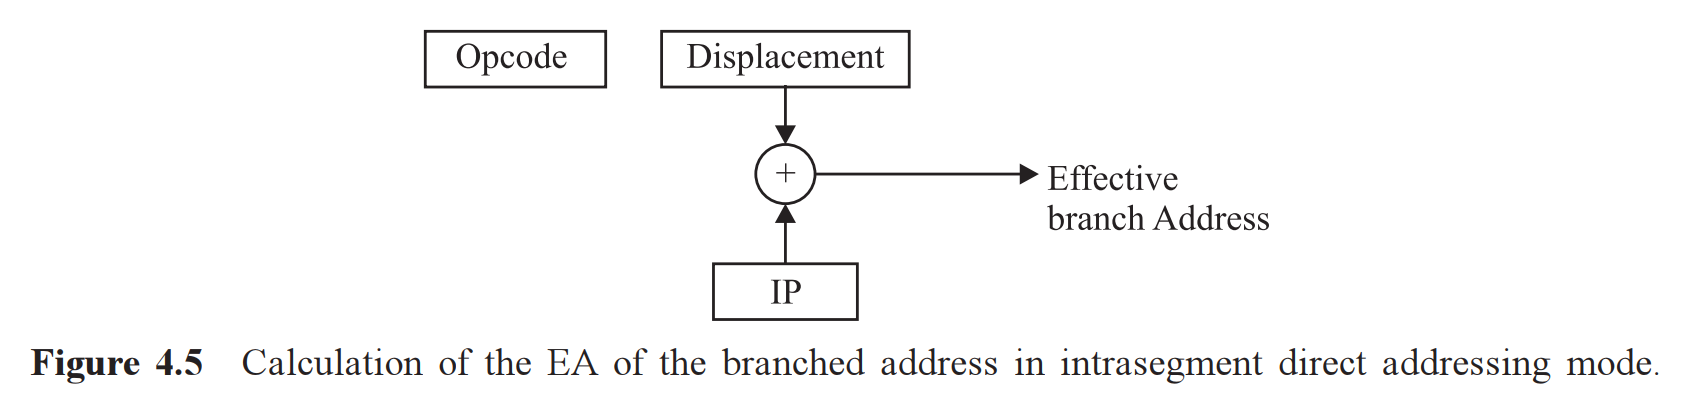 Opcode
Displacement
+
Effective
branch Address
IP
Figure 4.5 Calculation of the EA of the branched address in intrasegment direct addressing mode.